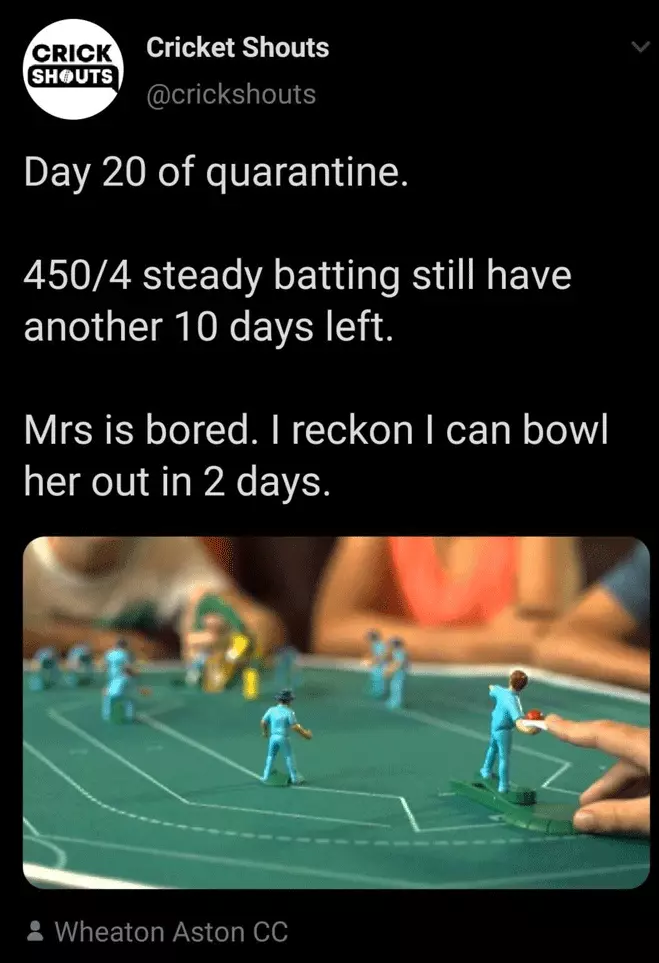 CRICK
SHOUTS
Cricket Shouts
@crickshouts
Day 20 of quarantine.
450/4 steady batting still have
another 10 days left.
Mrs is bored. I reckon I can bowl
her out in 2 days.
Wheaton Aston CC